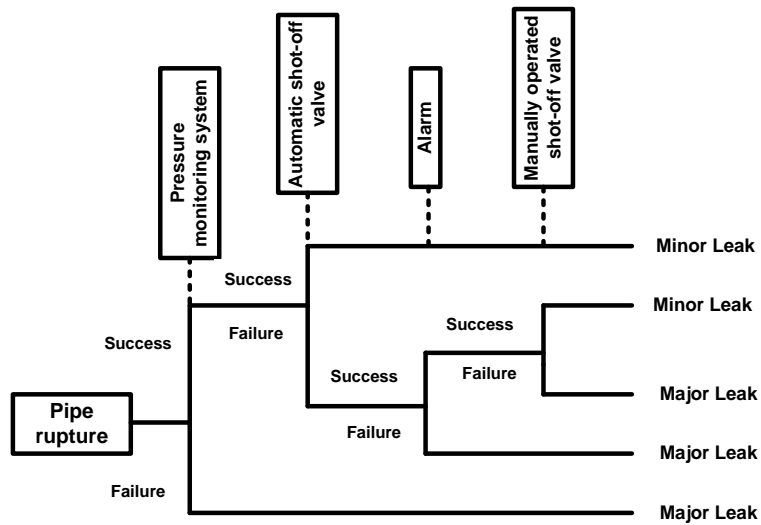 Pressure
monitoring system
Automatic shot-off
valve
Alarm
Manually operated
shot-off valve
Minor Leak
Success
Minor Leak
Success
Failure
Success
Success
Failure
Major Leak
Pipe
rupture
Failure
Major Leak
Failure
Major Leak